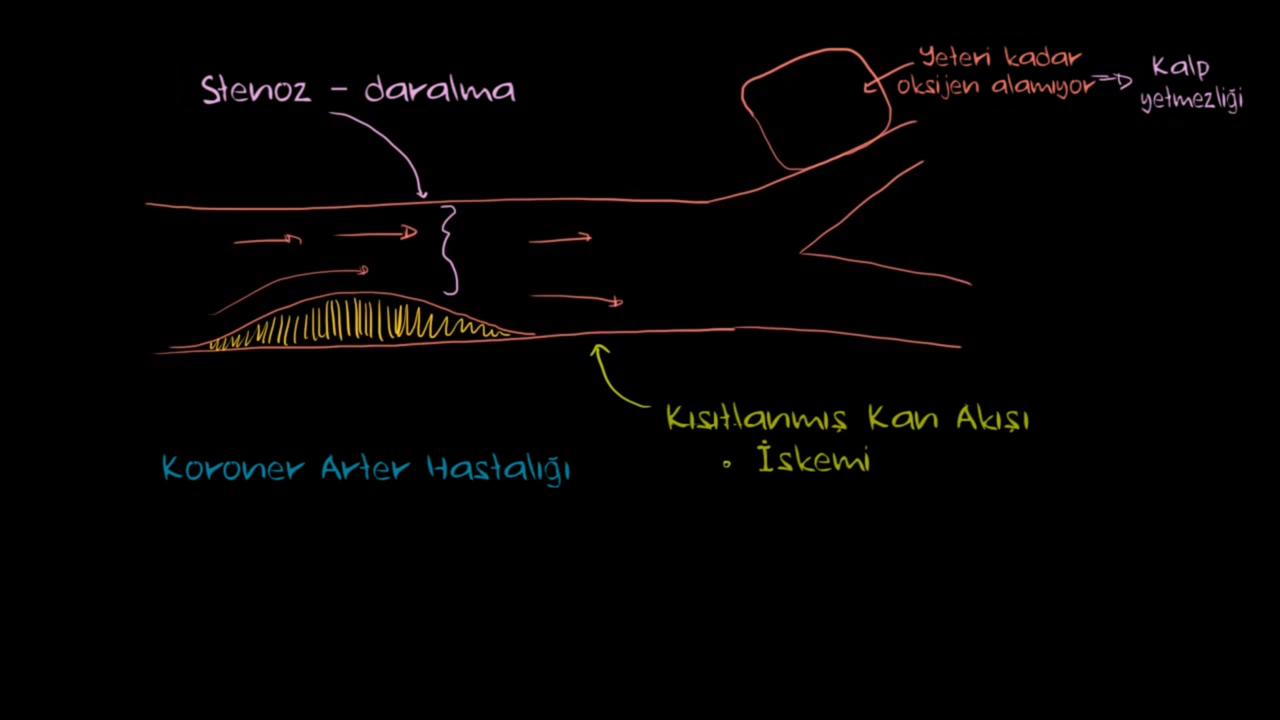 Stenoz - daralma
Yeteri kadar
oksijen alamıyor
Kalp
yetmezliği
Kısıtlanmış Kan Akışı
• İskemi
Koroner Arter Hastalığı